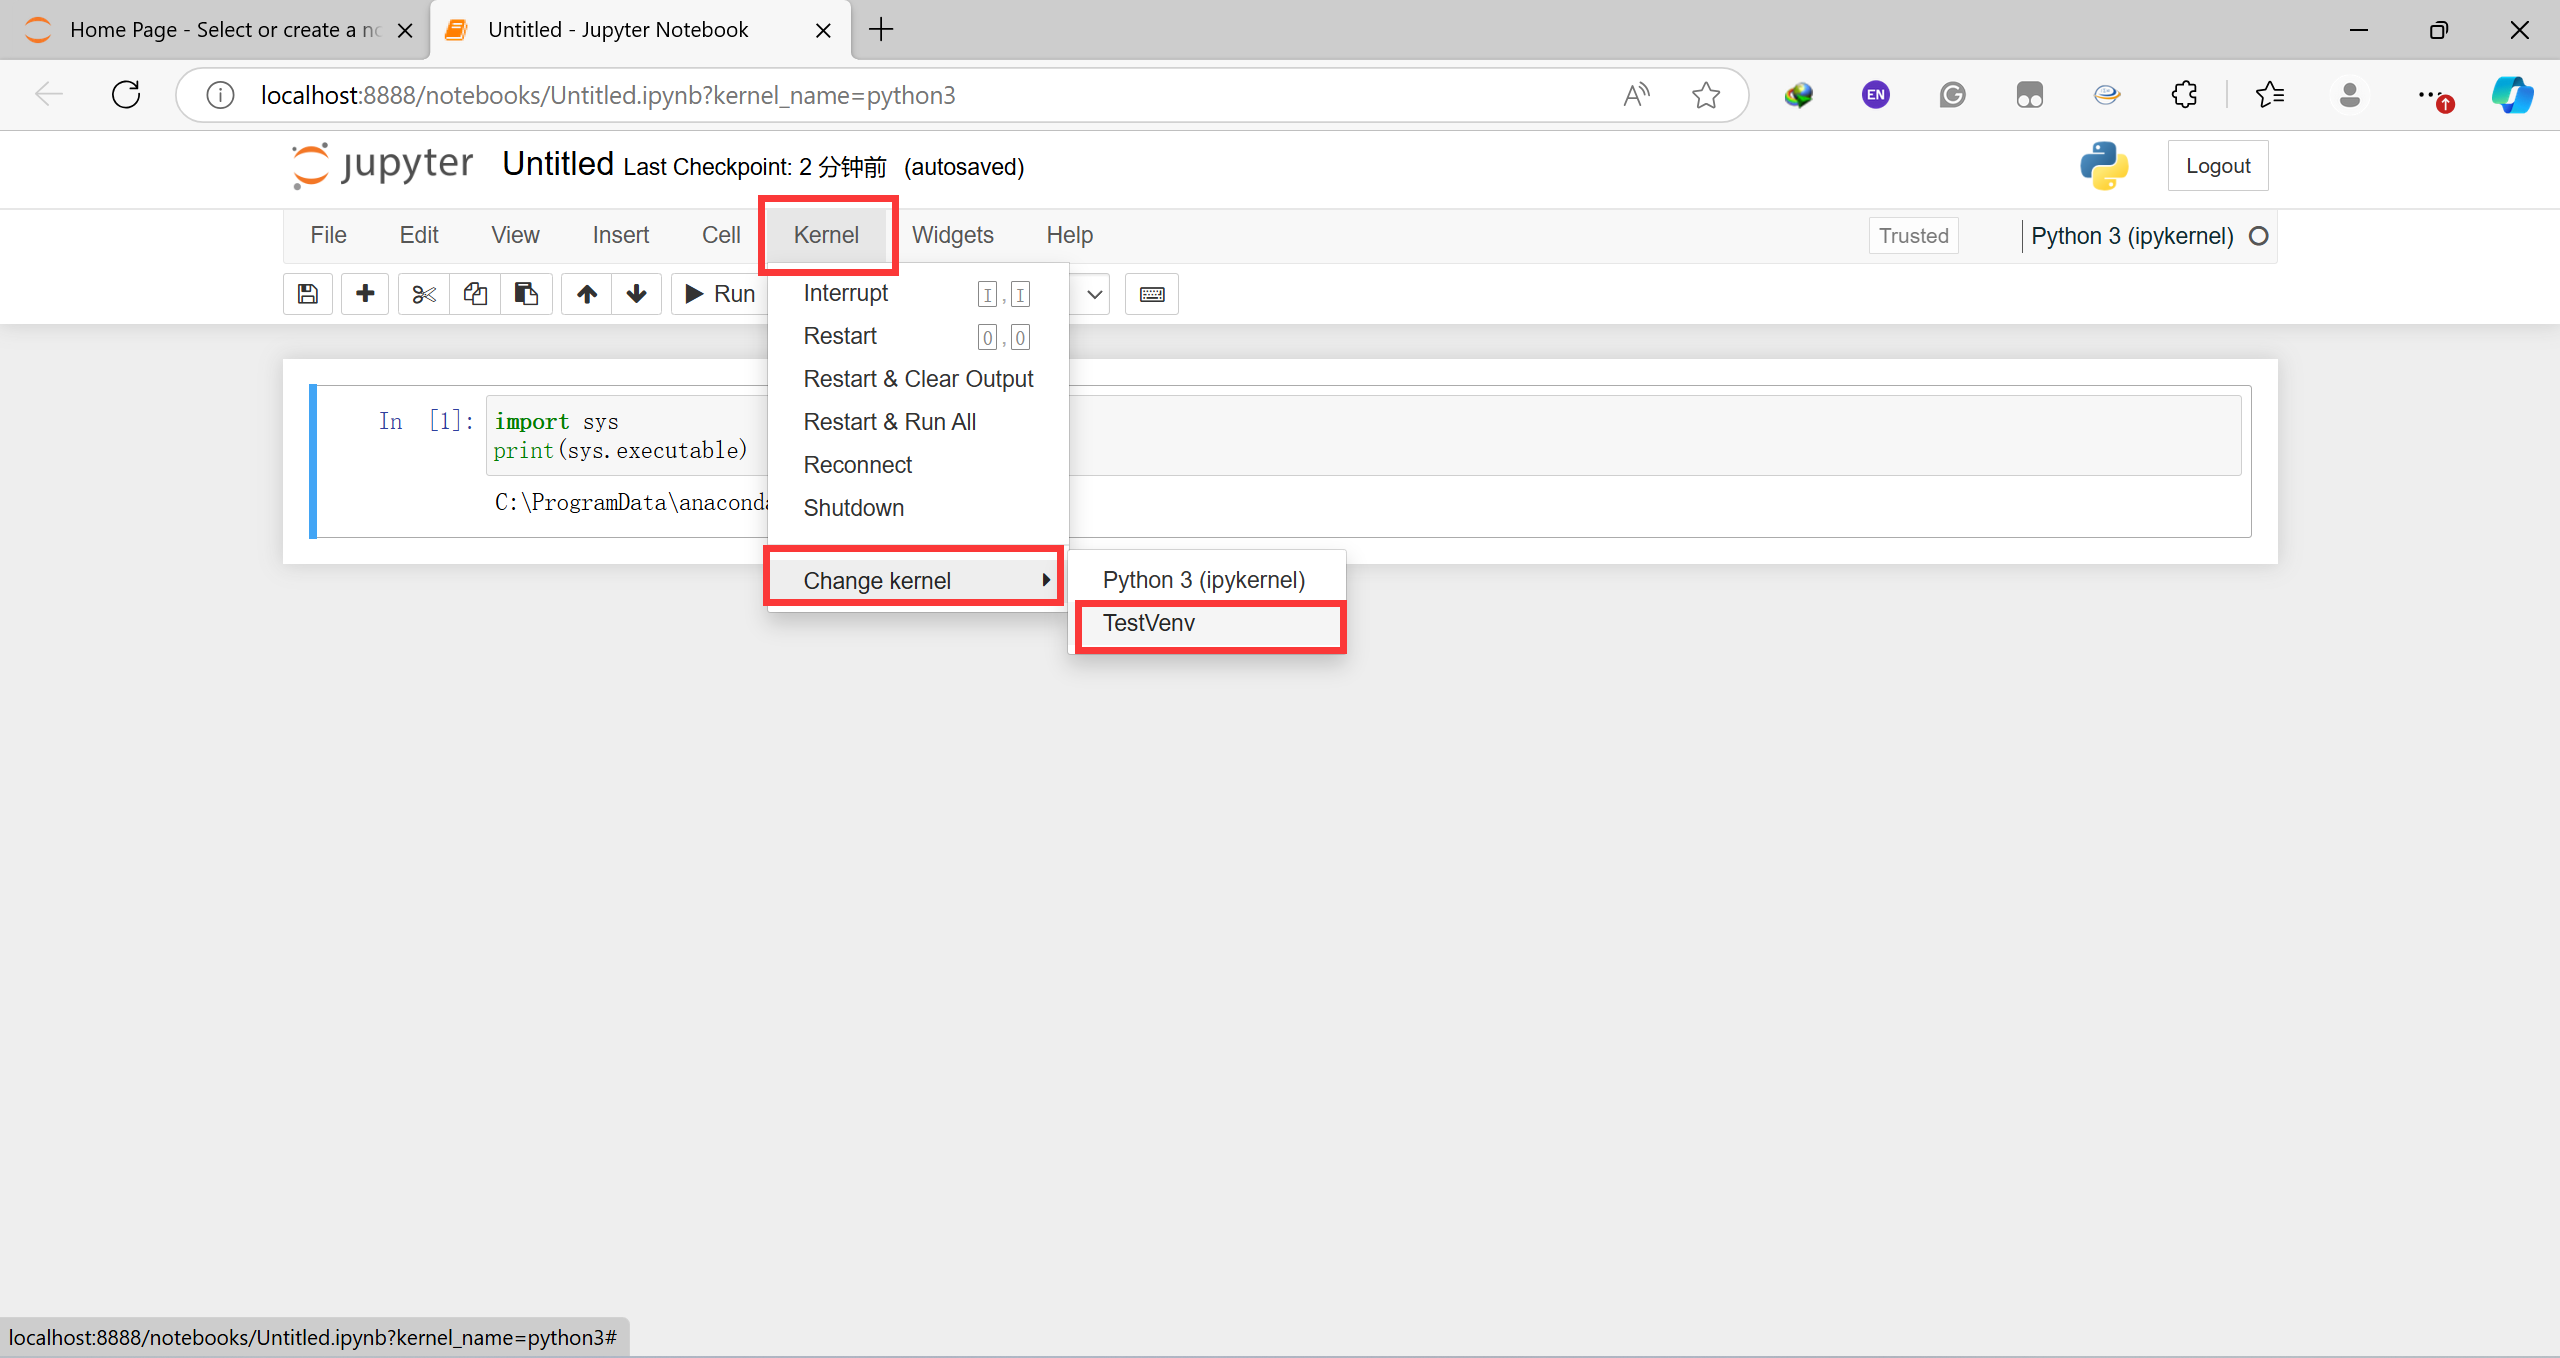 Home Page - Select or create a
Untitled - Jupyter Notebook
localhost:8888/notebooks/Untitled.ipynb?kernel_name=python3
EN
jupyter Untitled Last Checkpoint: 2 分钟前 (autosaved)
Logout
File Edit View Insert Cell Kernel Widgets Help
Trusted
Python 3 (ipykernel)
Run
Interrupt I,I
Restart 0,0
Restart & Clear Output
Restart & Run All
Reconnect
Shutdown
Change kernel
Python 3 (ipykernel)
TestVenv
In [1]: import sys
print(sys.executable)
C:\ProgramData\anacond
localhost:8888/notebooks/Untitled.ipynb?kernel_name=python3#